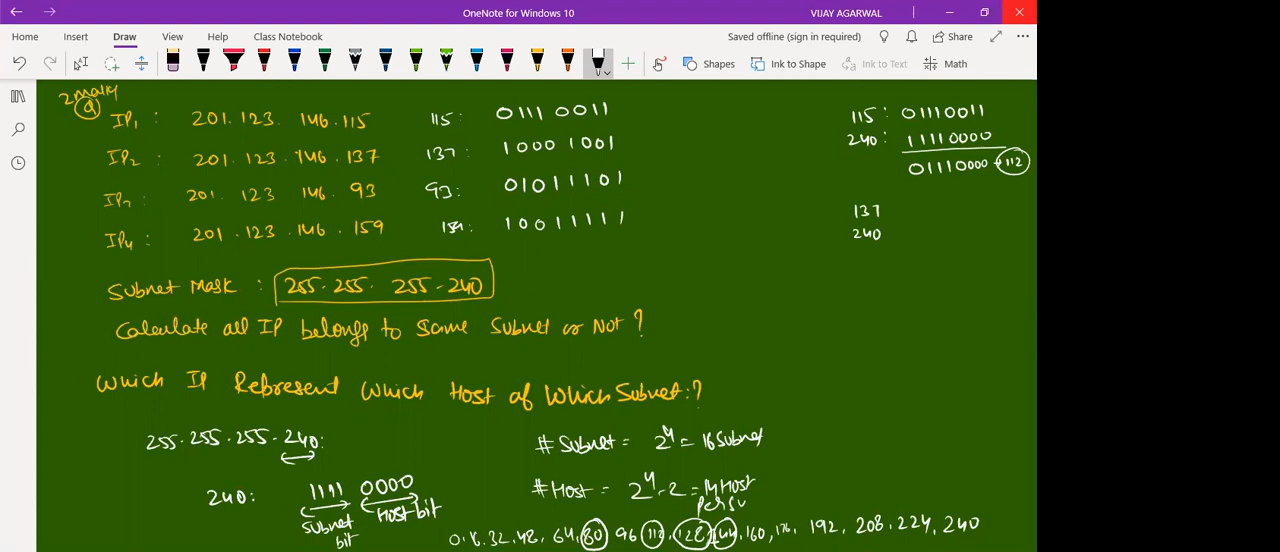 OneNote for Windows 10
VIJAY AGARWAL
Home Insert Draw View Help Class Notebook
Saved offline (sign in required) Share
Shapes Ink to Shape Ink to Text Math
2 mark
Q
IP1 201.123.146.115 115: 0111 0011
IP2 201.123.146.137 137: 1000 1001
IP3: 201.123.146.93 93: 01011101
IP4: 201.123.146.159 159: 10011111
115: 01110011
240: 11110000
01110000 → 112
137
240
Subnet Mask : 255.255.255.240
Calculate all IP belongs to Same Subnet or Not?
Which IP Represent Which Host of Which Subnet:?
255.255.255.240:
240: 1111 0000
Subnet bit
Host bit
# Subnet = 2^4 = 16 Subnet
# Host = 2^4 - 2 = 14 Host
per
0, 16, 32, 48, 64, 80, 96, 112, 128, 144, 160, 176, 192, 208, 224, 240